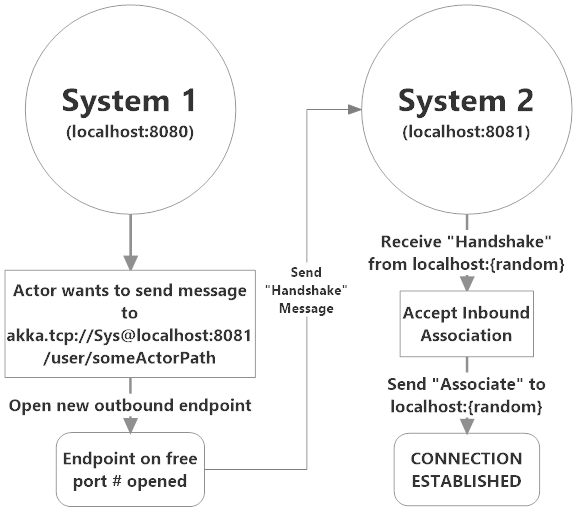 System 1
(localhost:8080)
Actor wants to send message
to
akka.tcp://Sys@localhost:8081
/user/someActorPath
Open new outbound endpoint
Endpoint on free
port # opened
Send
"Handshake"
Message
System 2
(localhost:8081)
Receive "Handshake"
from localhost:{random}
Accept Inbound
Association
Send "Associate" to
localhost:{random}
CONNECTION
ESTABLISHED